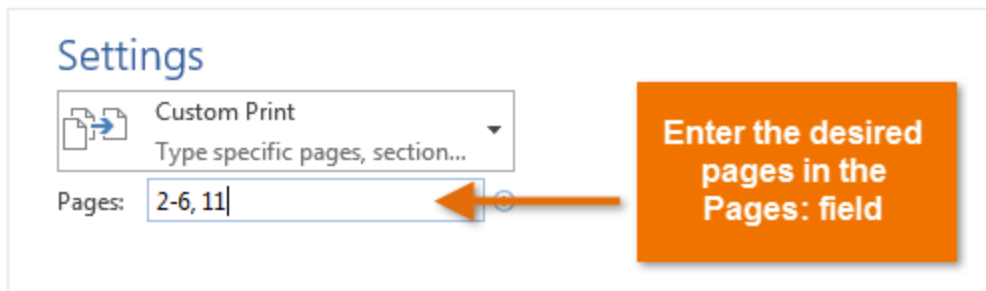 Settings
Custom Print
Type specific pages, section...
Pages: 2-6, 11
Enter the desired
pages in the
Pages: field